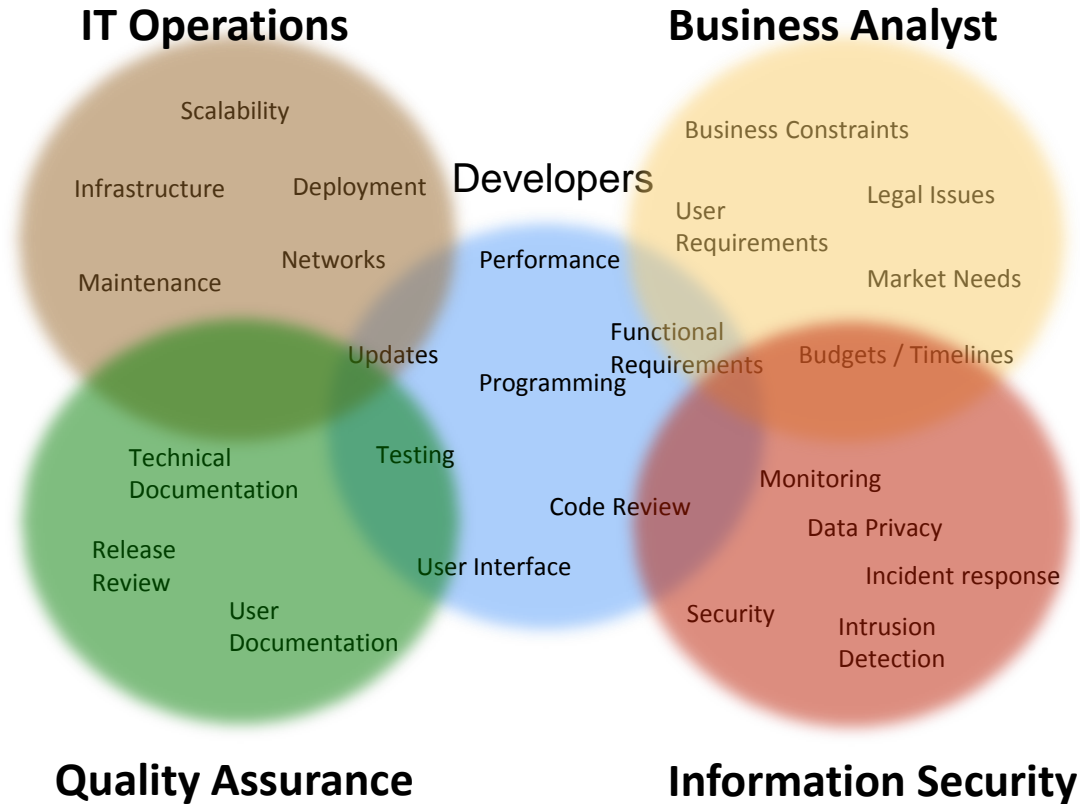 IT Operations
Business Analyst
Scalability
Business Constraints
Infrastructure
Deployment
Developers
Legal Issues
User
Requirements
Networks
Performance
Maintenance
Market Needs
Functional
Requirements
Updates
Budgets / Timelines
Programming
Technical
Documentation
Testing
Monitoring
Code Review
Data Privacy
Release
Review
User Interface
Incident response
User
Documentation
Security
Intrusion
Detection
Quality Assurance
Information Security